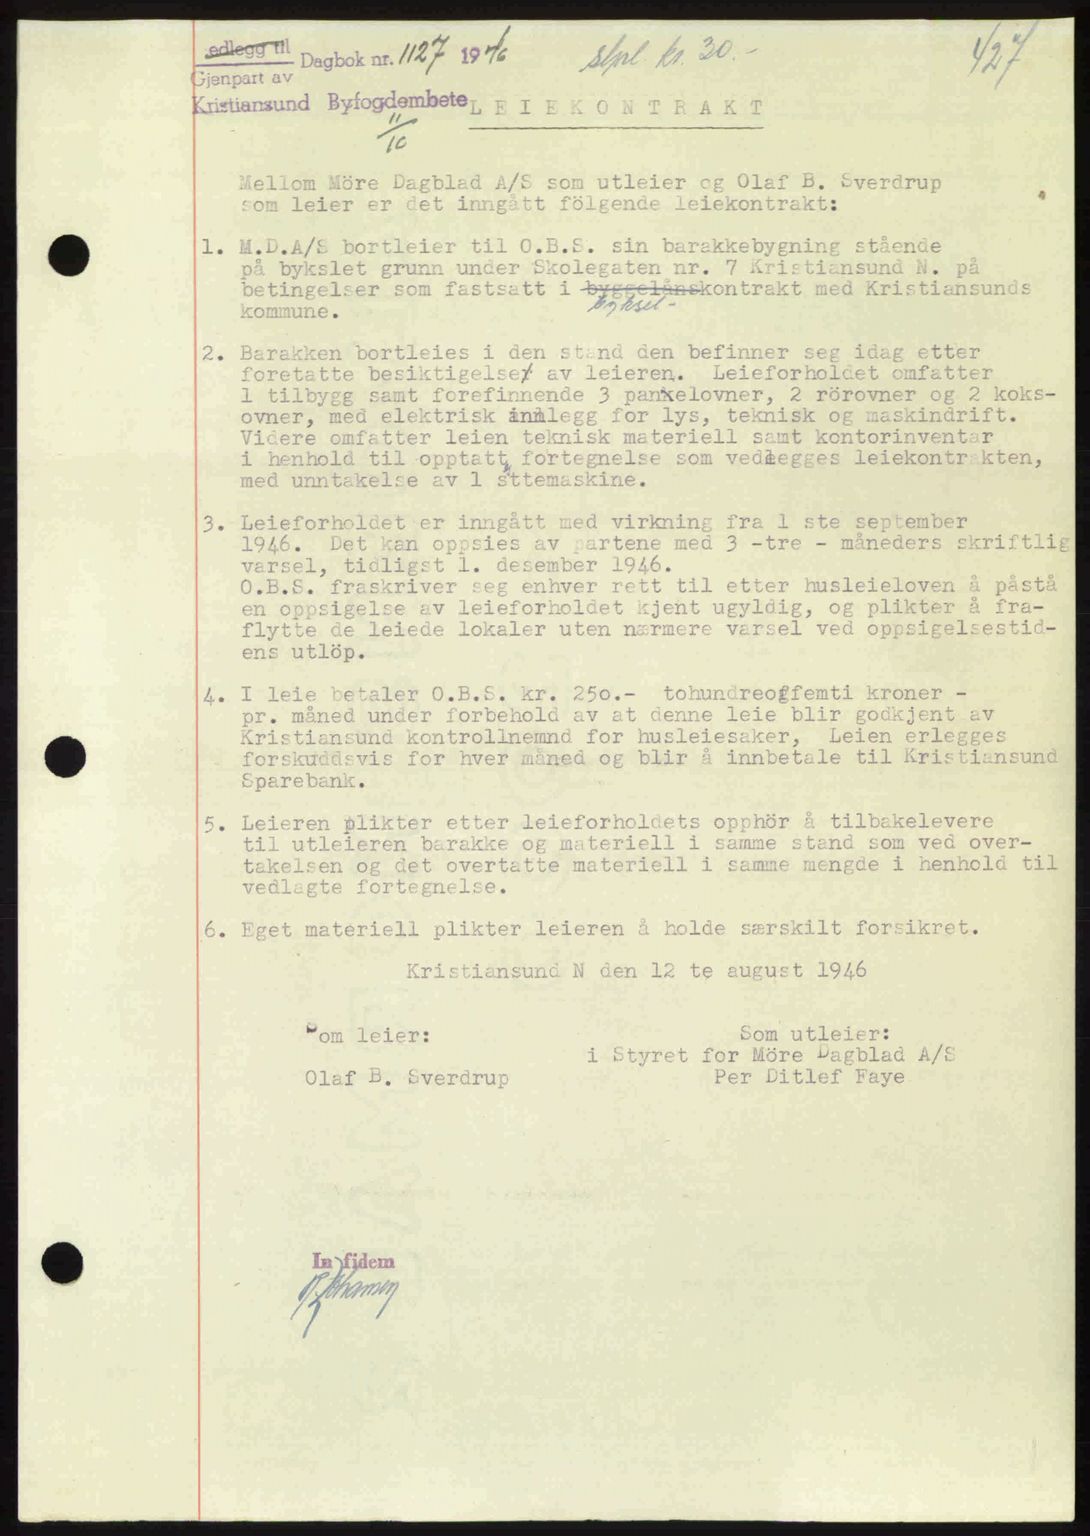 edlegg til
Dagbok nr. 1127 1946
Gjenpart av
Kristiansund Byfogdembete
11/10
stpl. kr. 30.-
427
LEIEKONTRAKT
Mellom Möre Dagblad A/S som utleier og Olaf B. Sverdrup
som leier er det inngått fölgende leiekontrakt:
1. M.D.A/S bortleier til O.B.S. sin barakkebygning stående
på bykslet grunn under Skolegaten nr. 7 Kristiansund N. på
betingelser som fastsatt i byggelånskontrakt med Kristiansunds
byksel-
kommune.
2. Barakken bortleies i den stand den befinner seg idag etter
foretatte besiktigelser av leieren. Leieforholdet omfatter
1 tilbygg samt forefinnende 3 panelovner, 2 rörovner og 2 koks-
ovner, med elektrisk innlegg for lys, teknisk og maskindrift.
Videre omfatter leien teknisk materiell samt kontorinventar
i henhold til opptatt fortegnelse som vedlegges leiekontrakten,
med unntakelse av 1 settemaskine.
3. Leieforholdet er inngått med virkning fra 1 ste september
1946. Det kan oppsies av partene med 3 -tre - måneders skriftlig
varsel, tidligst 1. desember 1946.
O.B.S. fraskriver seg enhver rett til etter husleieloven å påstå
en oppsigelse av leieforholdet kjent ugyldig, og plikter å fra-
flytte de leiede lokaler uten nærmere varsel ved oppsigelsestid-
ens utlöp.
4. I leie betaler O.B.S. kr. 250.- tohundreogfemti kroner -
pr. måned under forbehold av at denne leie blir godkjent av
Kristiansund kontrollnemnd for husleiesaker, Leien erlegges
forskuddsvis for hver måned og blir å innbetale til Kristiansund
Sparebank.
5. Leieren plikter etter leieforholdets opphör å tilbakelevere
til utleieren barakke og materiell i samme stand som ved over-
takelsen og det overtatte materiell i samme mengde i henhold til
vedlagte fortegnelse.
6. Eget materiell plikter leieren å holde særskilt forsikret.
Kristiansund N den 12 te august 1946
Som leier:
Som utleier:
i Styret for Möre Dagblad A/S
Olaf B. Sverdrup
Per Ditlef Faye
In fidem